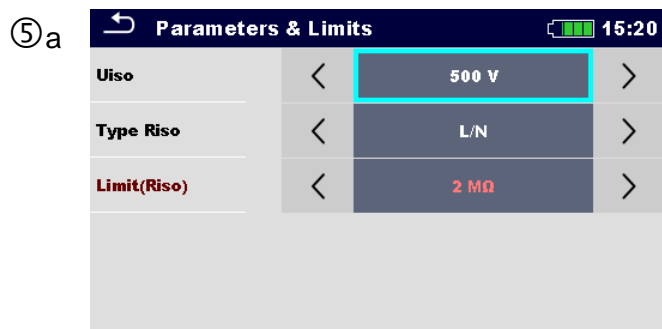 ⑤a
Parameters & Limits 15:20
Uiso 500 V
Type Riso L/N
Limit(Riso) 2 MΩ